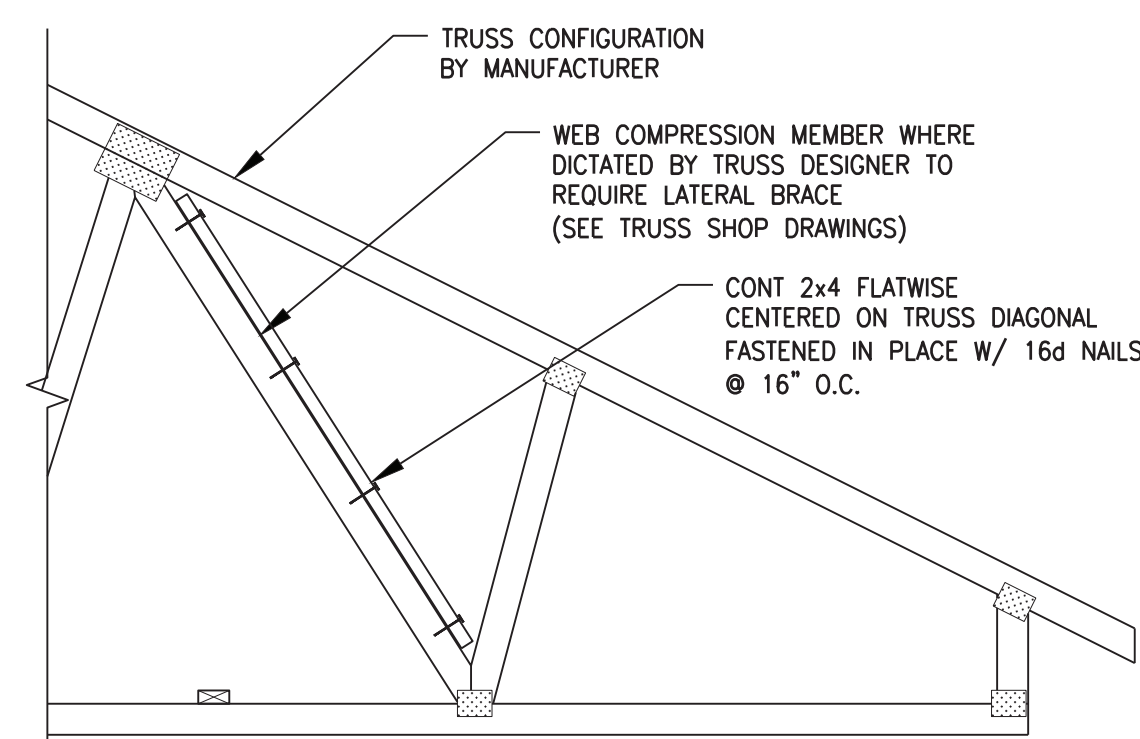 TRUSS CONFIGURATION
BY MANUFACTURER
WEB COMPRESSION MEMBER WHERE
DICTATED BY TRUSS DESIGNER TO
REQUIRE LATERAL BRACE
(SEE TRUSS SHOP DRAWINGS)
CONT 2x4 FLATWISE
CENTERED ON TRUSS DIAGONAL
FASTENED IN PLACE W/ 16d NAILS
@ 16" O.C.